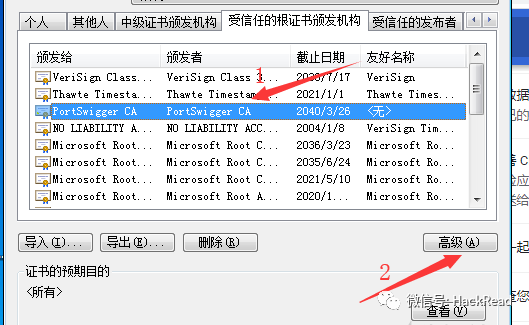 个人 其他人 中级证书颁发机构 受信任的根证书颁发机构 受信任的发布者
颁发给 颁发者 截止日期 友好名称
VeriSign Class... VeriSign Class 3... 2036/7/17 VeriSign
Thawte Timesta... Thawte Timesta... 2021/1/1 Thawte Times...
PortSwigger CA PortSwigger CA 2040/3/26 <无>
NO LIABILITY A... NO LIABILITY ACC... 2004/1/8 VeriSign Tim...
Microsoft Root... Microsoft Root C... 2036/3/23 Microsoft Ro...
Microsoft Root... Microsoft Root C... 2035/6/24 Microsoft Ro...
Microsoft Root... Microsoft Root C... 2021/5/10 Microsoft Ro...
Microsoft Root... Microsoft Root A... 2020/1... Microsoft Ro...
1
导入(I)... 导出(E)... 删除(R) 高级(A)
2
证书的预期目的
<所有>
微信号: HackRead
查看(V)